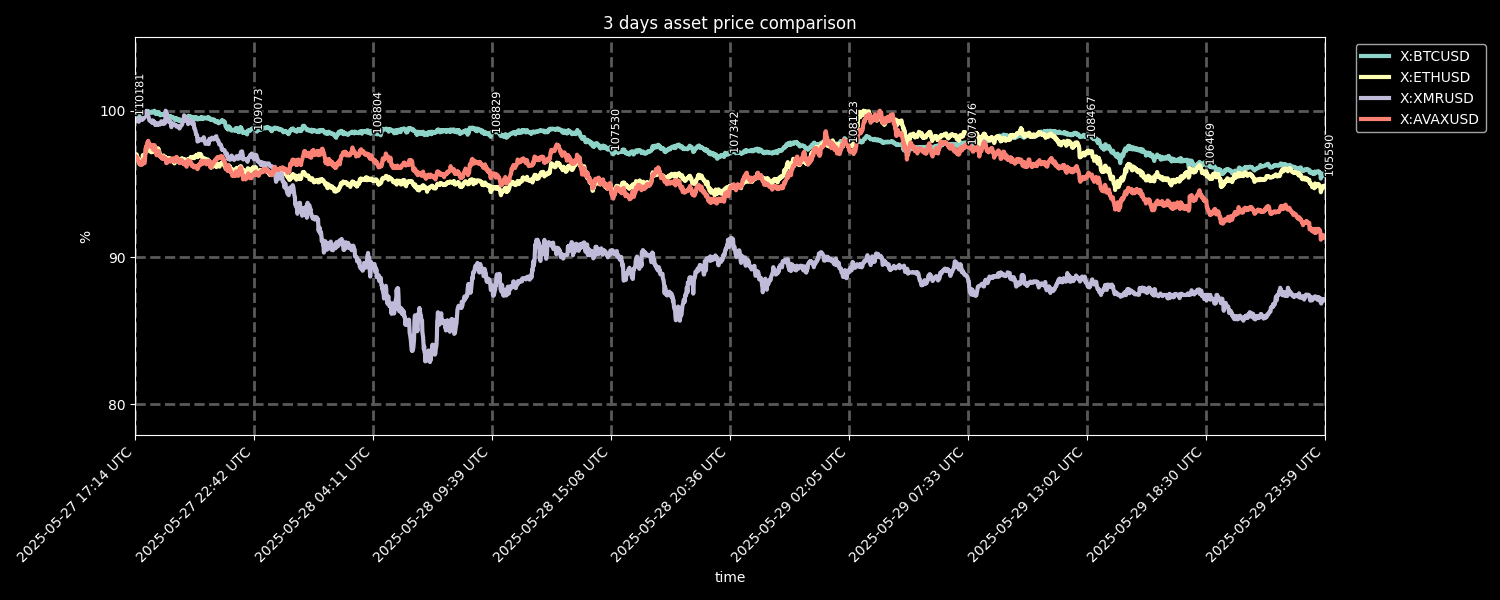 3 days asset price comparison
X:BTCUSD
X:ETHUSD
X:XMRUSD
X:AVAXUSD
100
90
80
%
110181
109073
108804
108829
107530
107342
108123
107976
108467
106489
105590
2025-05-27 17:14 UTC
2025-05-27 22:42 UTC
2025-05-28 04:11 UTC
2025-05-28 09:39 UTC
2025-05-28 15:08 UTC
2025-05-28 20:36 UTC
2025-05-29 02:05 UTC
2025-05-29 07:33 UTC
2025-05-29 13:02 UTC
2025-05-29 18:30 UTC
2025-05-29 23:59 UTC
time